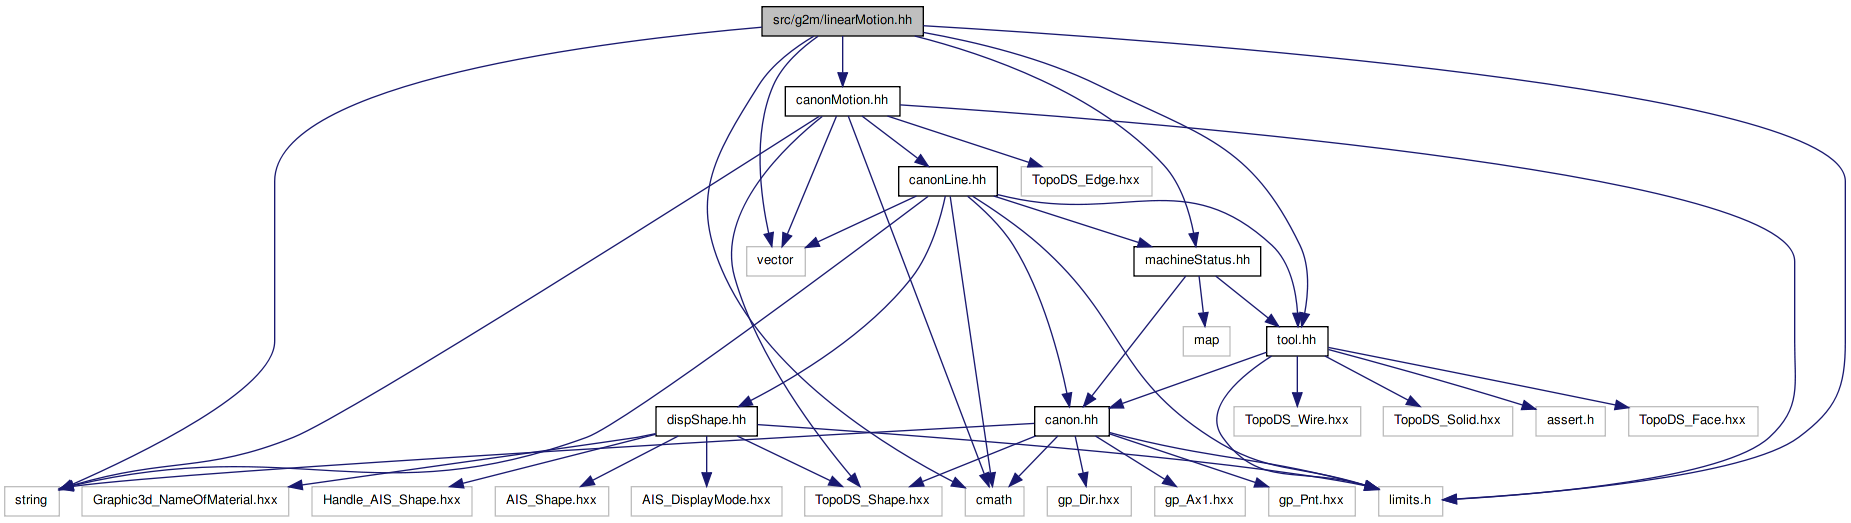 src/g2m/linearMotion.hh
canonMotion.hh
canonLine.hh
TopoDS_Edge.hxx
vector
machineStatus.hh
map
tool.hh
dispShape.hh
canon.hh
TopoDS_Wire.hxx
TopoDS_Solid.hxx
assert.h
TopoDS_Face.hxx
string
Graphic3d_NameOfMaterial.hxx
Handle_AIS_Shape.hxx
AIS_Shape.hxx
AIS_DisplayMode.hxx
TopoDS_Shape.hxx
cmath
gp_Dir.hxx
gp_Ax1.hxx
gp_Pnt.hxx
limits.h